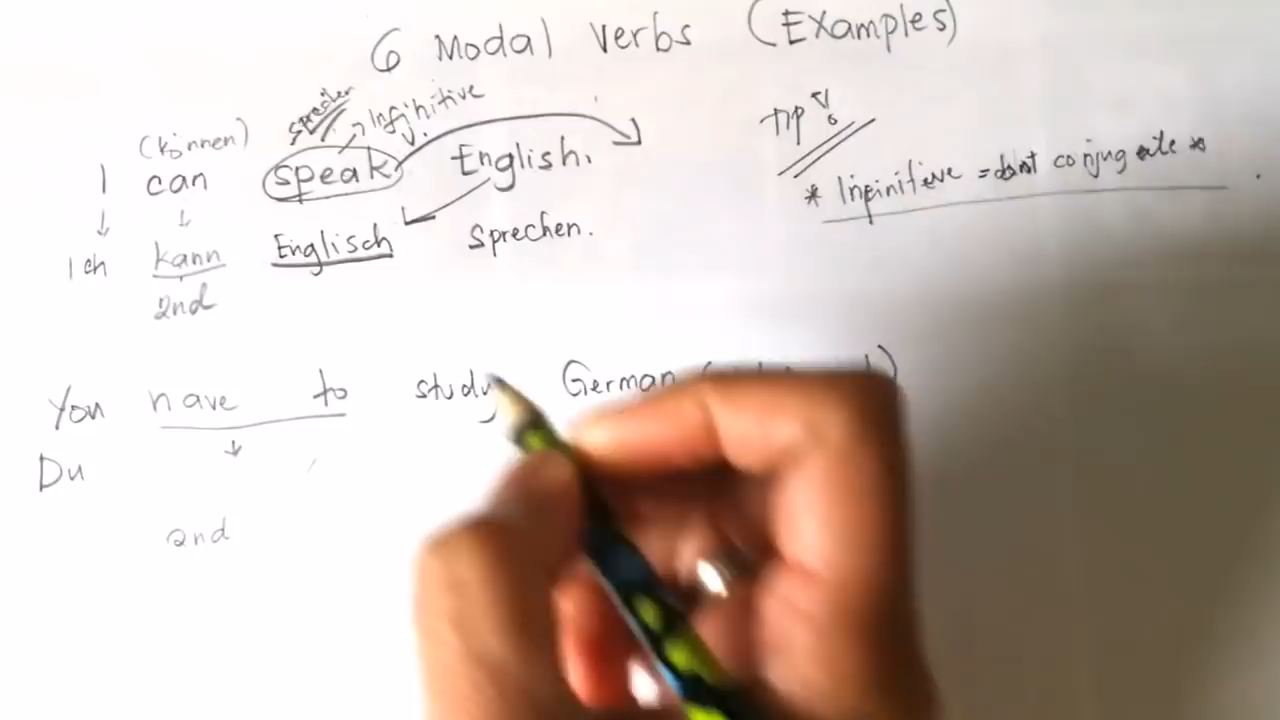 6 Modal verbs (Examples)
sprechen
Infinitive
(können)
I can speak English.
Tip!
* Infinitive = don't conjugate *
Ich kann Englisch Sprechen.
2nd
You have to study German
Du
2nd